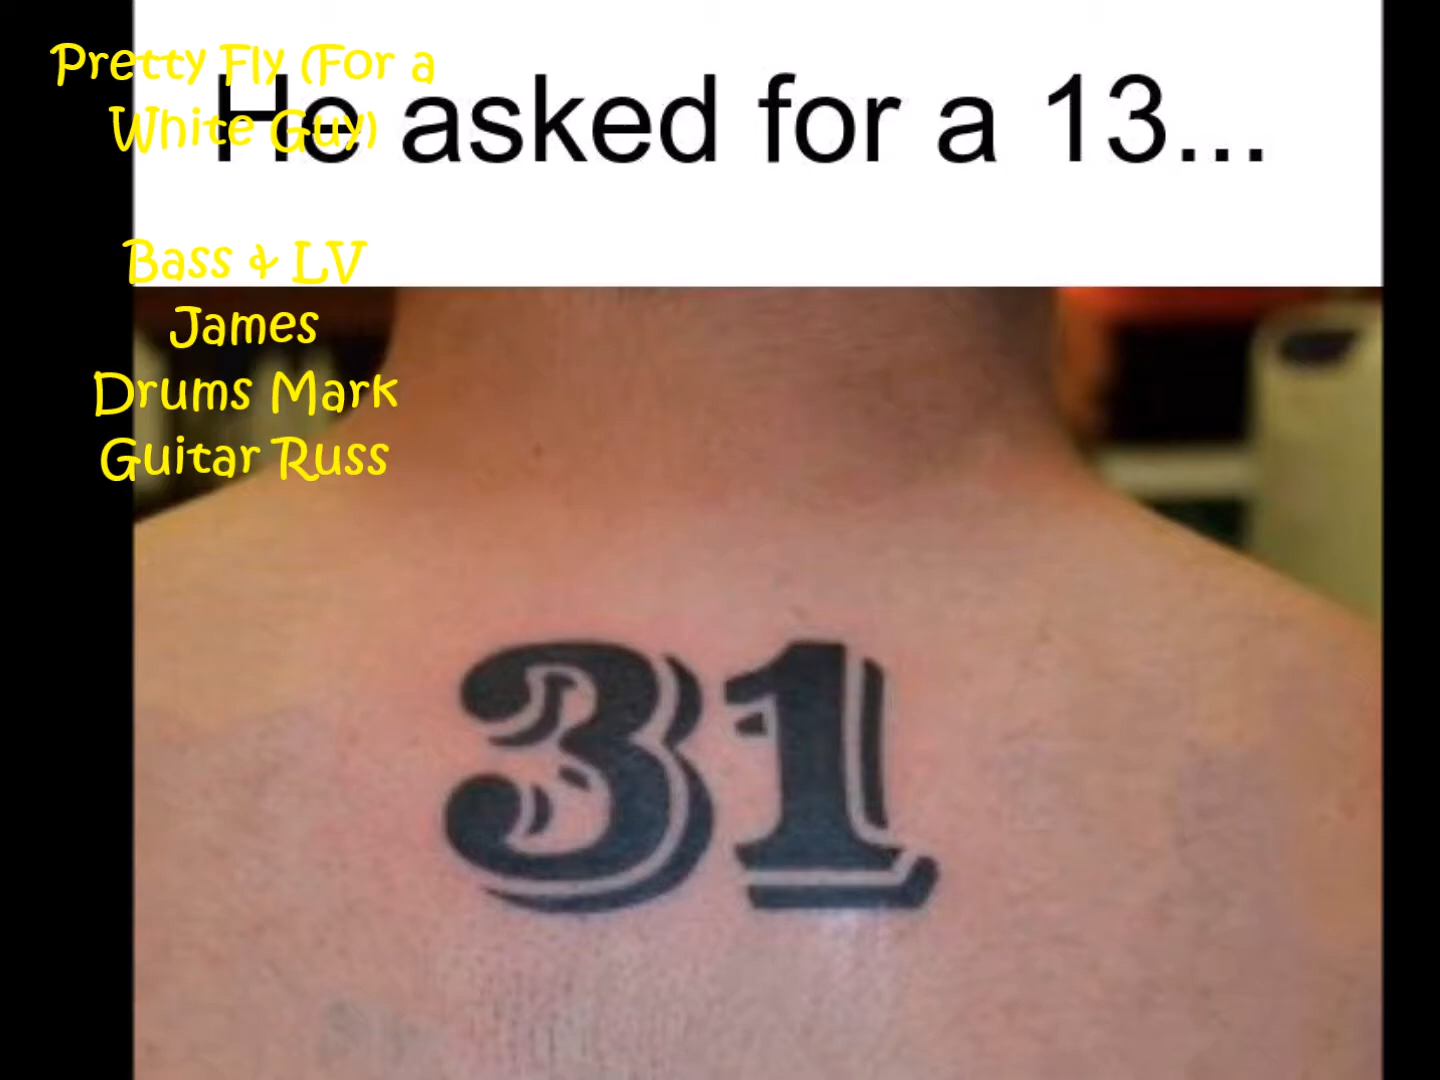 Pretty Fly (For a
White Guy)
He asked for a 13...
Bass & LV
James
Drums Mark
Guitar Russ
31